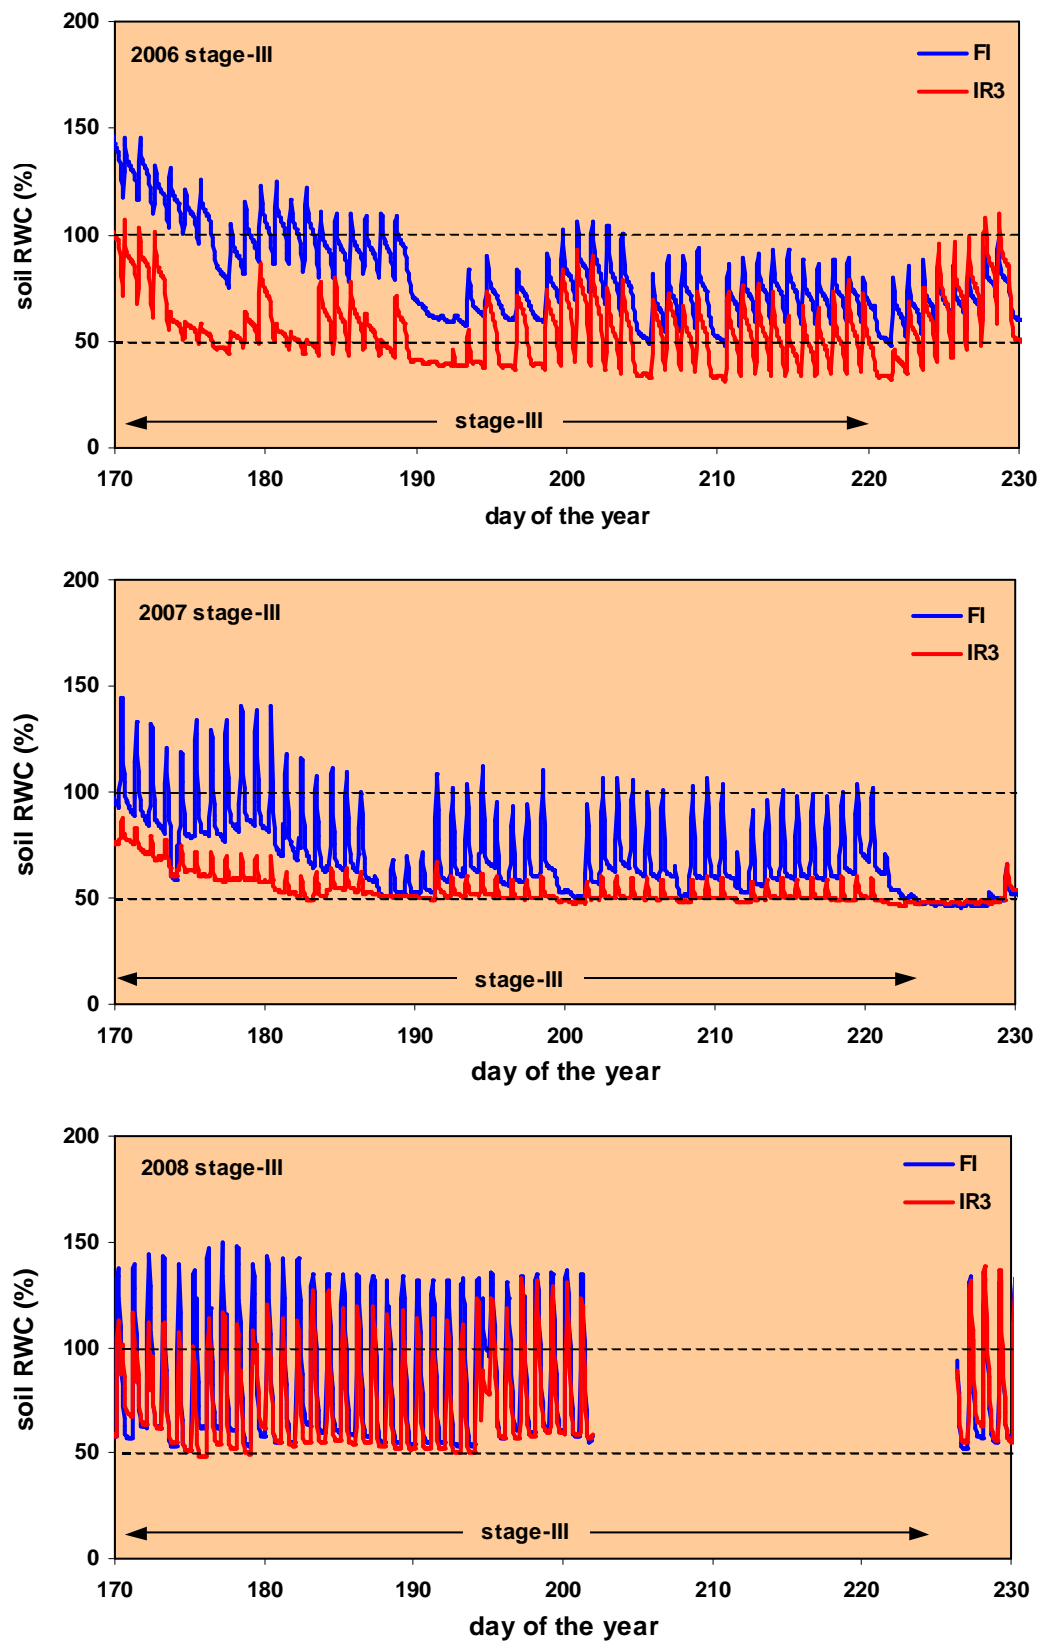 200
2006 stage-III
FI
IR3
150
100
50
0
soil RWC (%)
stage-III
170 180 190 200 210 220 230
day of the year
200
2007 stage-III
FI
IR3
150
100
50
0
soil RWC (%)
stage-III
170 180 190 200 210 220 230
day of the year
200
2008 stage-III
FI
IR3
150
100
50
0
soil RWC (%)
stage-III
170 180 190 200 210 220 230
day of the year